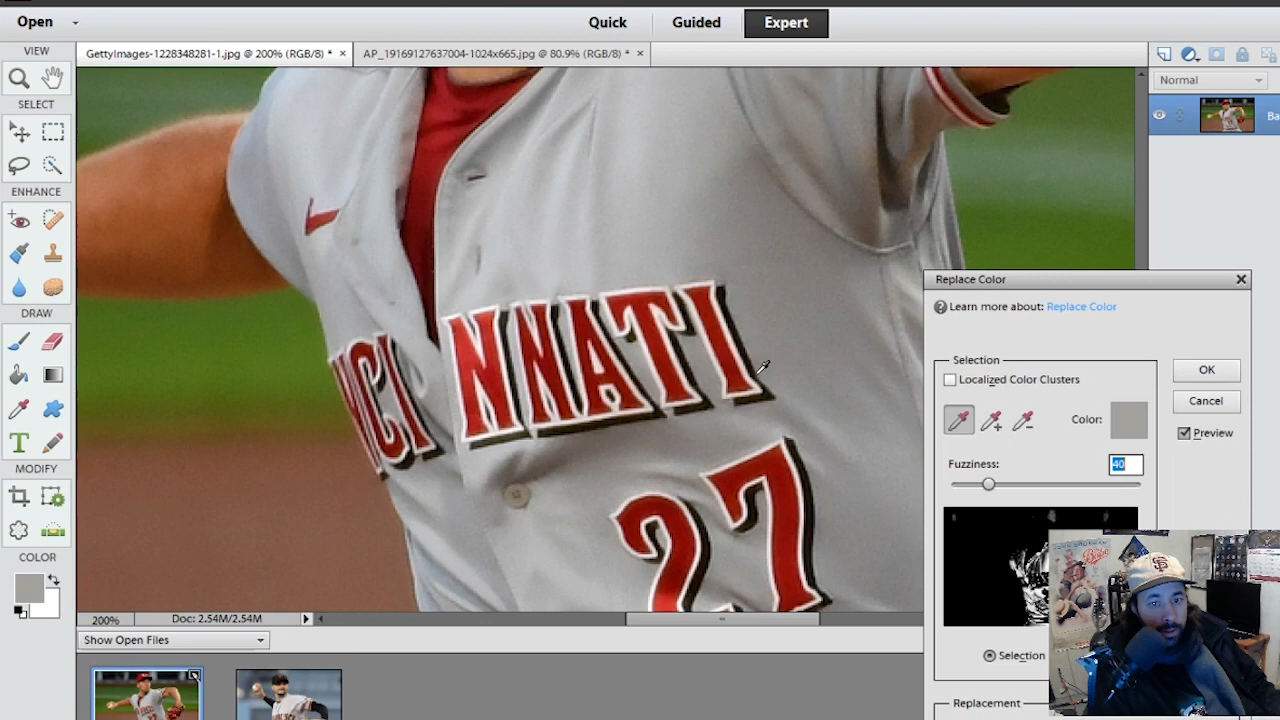 Open
Quick
Guided
Expert
VIEW
GettyImages-1228348281-1.jpg @ 200% (RGB/8) *
AP_19169127637004-1024x665.jpg @ 80.9% (RGB/8) *
Normal
SELECT
ENHANCE
DRAW
T
MODIFY
COLOR
NCI NNATI
27
Replace Color
Learn more about: Replace Color
Selection
Localized Color Clusters
OK
Color:
Cancel
Preview
Fuzziness:
40
Selection
Replacement
200%
Doc: 2.54M/2.54M
Show Open Files